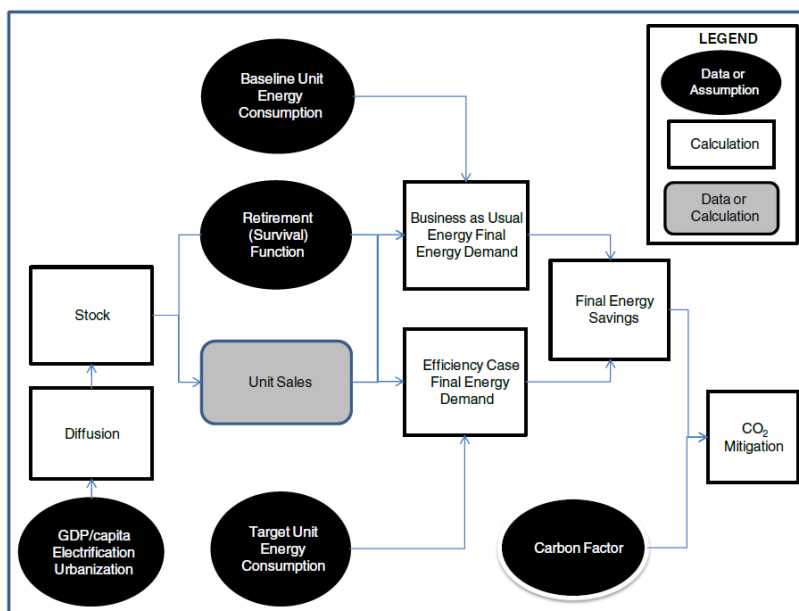 LEGEND
Data or
Assumption
Calculation
Data or
Calculation
Baseline Unit
Energy
Consumption
Retirement
(Survival)
Function
Business as Usual
Energy Final
Energy Demand
Stock
Final Energy
Savings
Unit Sales
Efficiency Case
Final Energy
Demand
Diffusion
CO₂
Mitigation
GDP/capita
Electrification
Urbanization
Target Unit
Energy
Consumption
Carbon Factor